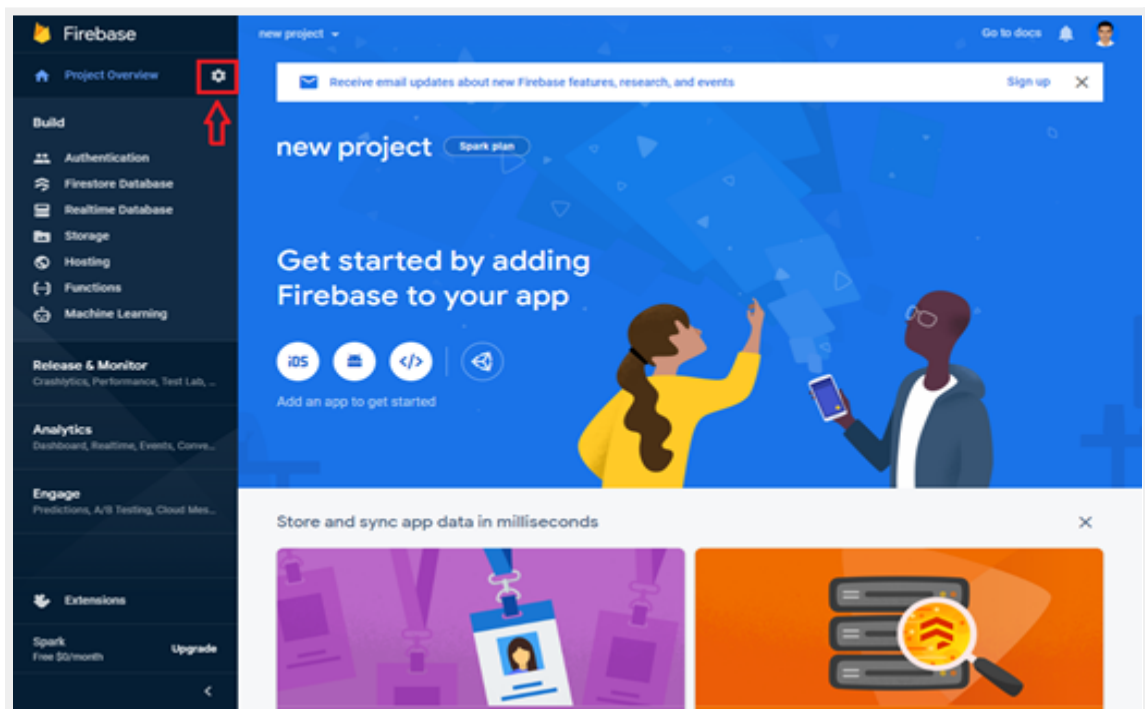 Firebase
new project
Go to docs
Project Overview
Receive email updates about new Firebase features, research, and events
Sign up
Build
Authentication
Firestore Database
Realtime Database
Storage
Hosting
Functions
Machine Learning
Release & Monitor
Crashlytics, Performance, Test Lab, ...
Analytics
Dashboard, Realtime, Events, Conve...
Engage
Predictions, A/B Testing, Cloud Mes...
Extensions
Spark
Free $0/month
Upgrade
new project
Spark plan
Get started by adding
Firebase to your app
iOS
Add an app to get started
Store and sync app data in milliseconds